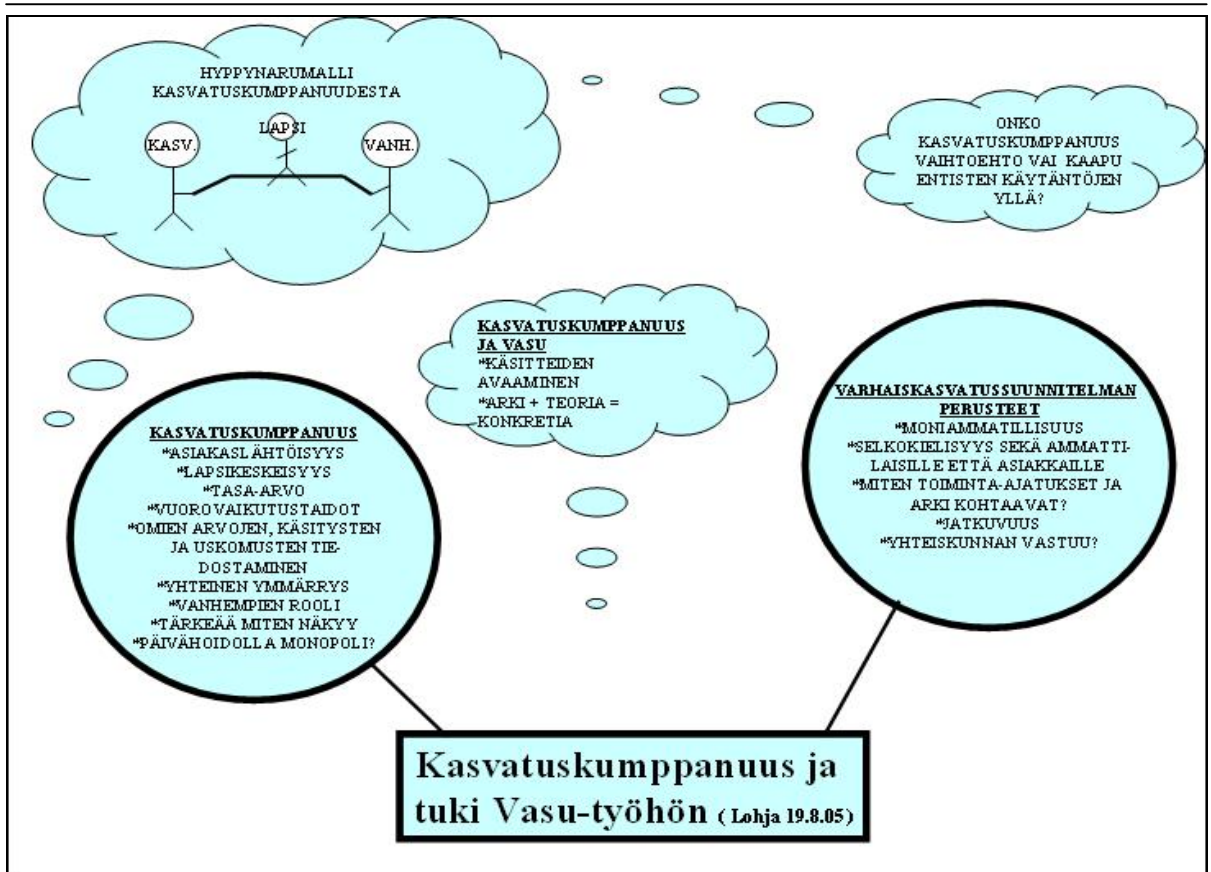 HYPPYNARUMALLI
KASVATUSKUMPPANUUDESTA
LAPSI
KASV.
VANH.
ONKO
KASVATUSKUMPPANUUS
VAIHTOEHTO VAI KAAPU
ENTISTEN KÄYTÄNTÖJEN
YLLÄ?
KASVATUSKUMPPANUUS
JA VASU
*KÄSITTEIDEN
AVAAMINEN
*ARKI + TEORIA =
KONKRETIA
KASVATUSKUMPPANUUS
*ASIAKASLÄHTÖISYYS
*LAPSIKESKEISYYS
*TASA-ARVO
*VUOROVAIKUTUSTAIDOT
*OMIEN ARVOJEN, KÄSITYSTEN
JA USKOMUSTEN TIE-
DOSTAMINEN
*YHTEINEN YMMÄRRYS
*VANHEMPIEN ROOLI
*TÄRKEÄÄ MITEN NÄKYY
*PÄIVÄHOIDOLLA MONOPOLI?
VARHAISKASVATUSSUUNNITELMAN
PERUSTEET
*MONIAMMATILLISUUS
*SELKOKIELISYYS SEKÄ AMMATTI-
LAISILLE ETTÄ ASIAKKAILLE
*MITEN TOIMINTA-AJATUKSET JA
ARKI KOHTAAVAT?
*JATKUVUUS
*YHTEISKUNNAN VASTUU?
Kasvatuskumppanuus ja
tuki Vasu-työhön ( Lohja 19.8.05)